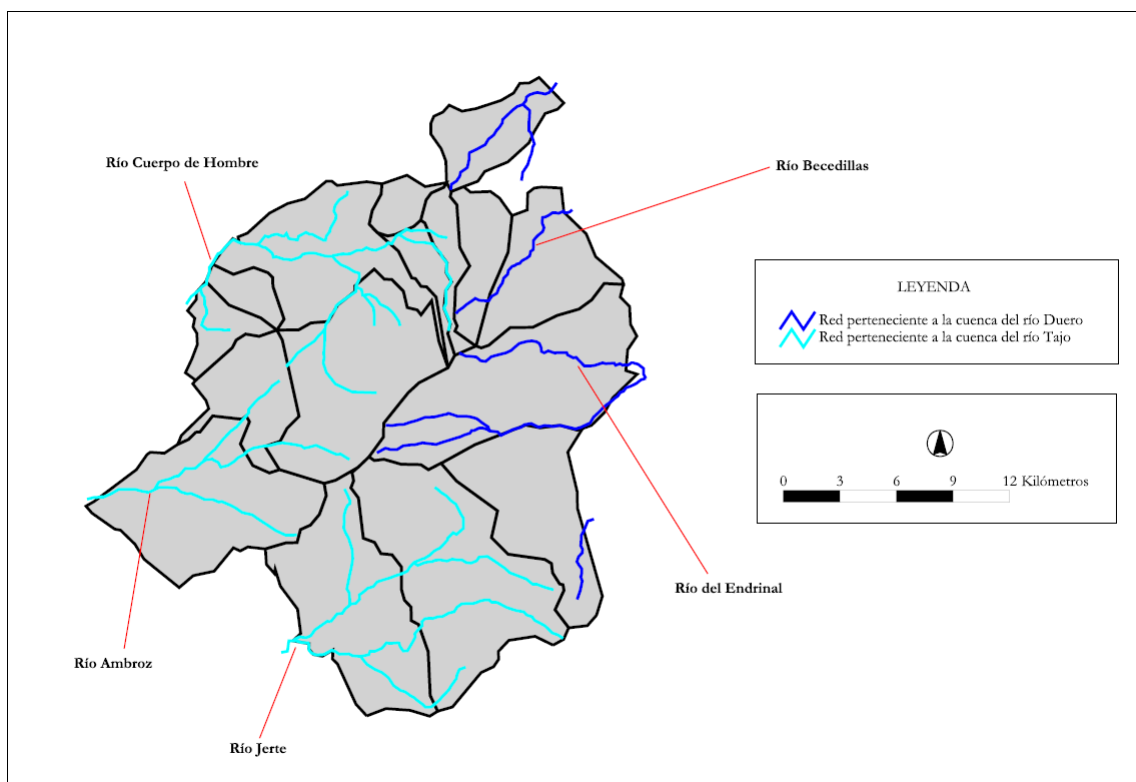 Río Cuerpo de Hombre
Río Becedillas
LEYENDA
Red perteneciente a la cuenca del río Duero
Red perteneciente a la cuenca del río Tajo
0 3 6 9 12 Kilómetros
Río del Endrinal
Río Ambroz
Río Jerte